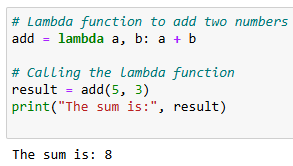 # Lambda function to add two numbers
add = lambda a, b: a + b
# Calling the lambda function
result = add(5, 3)
print("The sum is:", result)
The sum is: 8